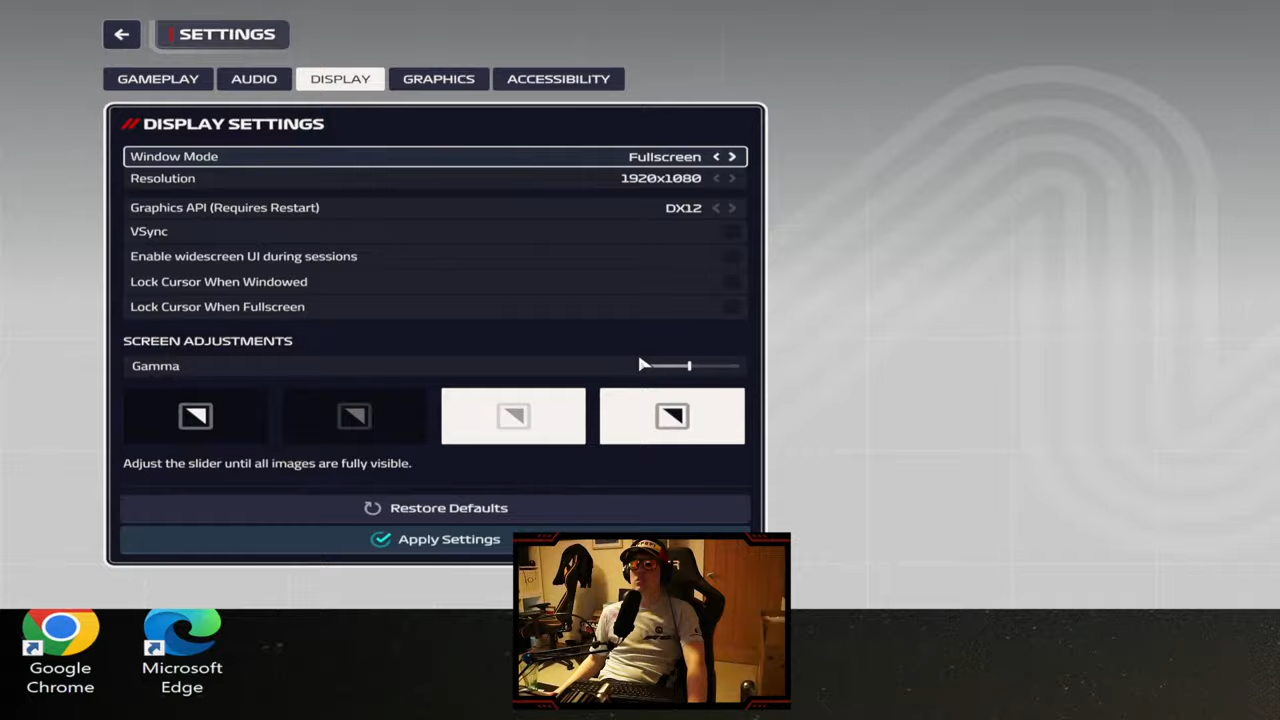 SETTINGS
GAMEPLAY
AUDIO
DISPLAY
GRAPHICS
ACCESSIBILITY
DISPLAY SETTINGS
Window Mode Fullscreen
Resolution 1920x1080
Graphics API (Requires Restart) DX12
VSync
Enable widescreen UI during sessions
Lock Cursor When Windowed
Lock Cursor When Fullscreen
SCREEN ADJUSTMENTS
Gamma
Adjust the slider until all images are fully visible.
Restore Defaults
Apply Settings
Google
Chrome
Microsoft
Edge